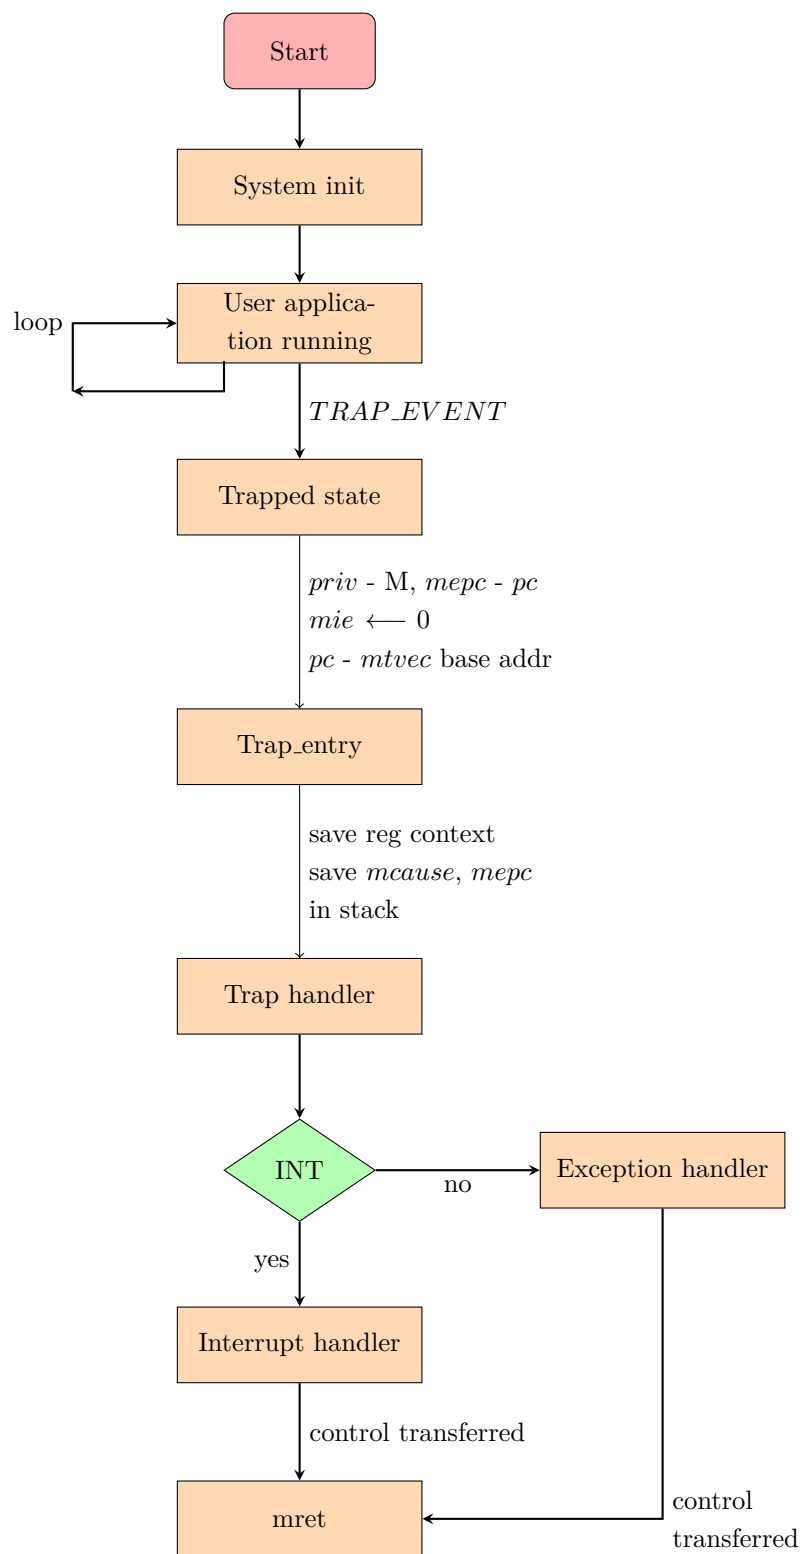 Start
System init
User applica-
tion running
loop
TRAP_EVENT
Trapped state
priv - M, mepc - pc
mie ⟵ 0
pc - mtvec base addr
Trap_entry
save reg context
save mcause, mepc
in stack
Trap handler
INT
no
Exception handler
yes
Interrupt handler
control transferred
mret
control
transferred